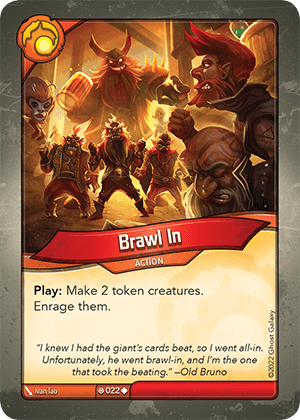 Brawl In
ACTION
Play: Make 2 token creatures.
Enrage them.
"I knew I had the giant's cards beat, so I went all-in.
Unfortunately, he went brawl-in, and I'm the one
that took the beating." –Old Bruno
©2022 Ghost Galaxy
Ivan Tao
022